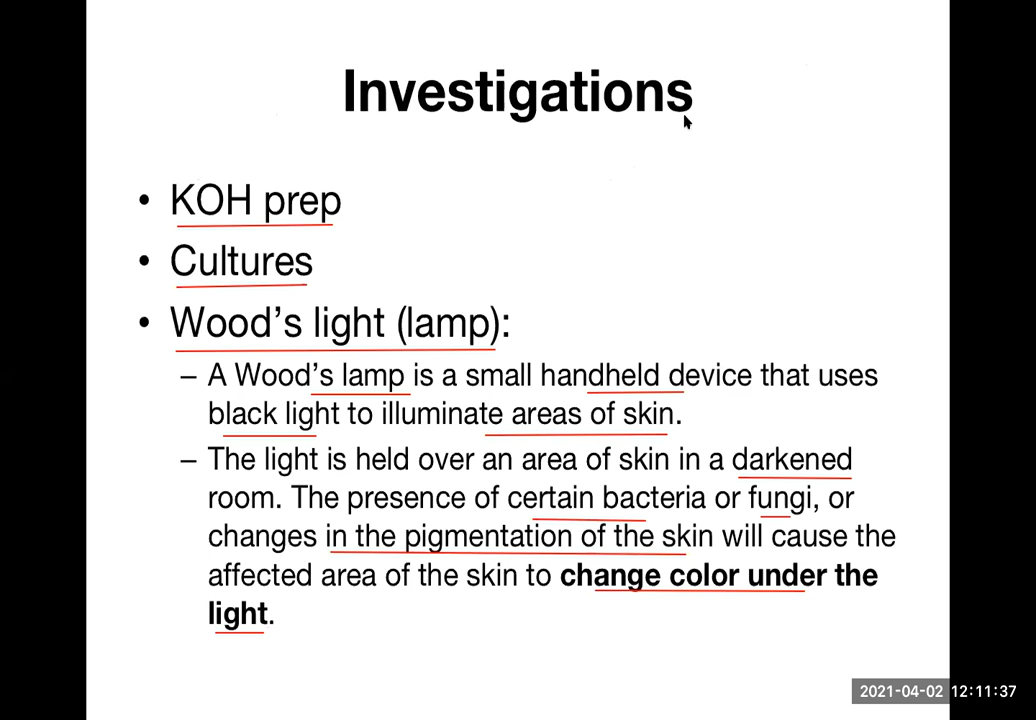 Investigations
• KOH prep
• Cultures
• Wood’s light (lamp):
– A Wood’s lamp is a small handheld device that uses
black light to illuminate areas of skin.
– The light is held over an area of skin in a darkened
room. The presence of certain bacteria or fungi, or
changes in the pigmentation of the skin will cause the
affected area of the skin to change color under the
light.
2021-04-02 12:11:37